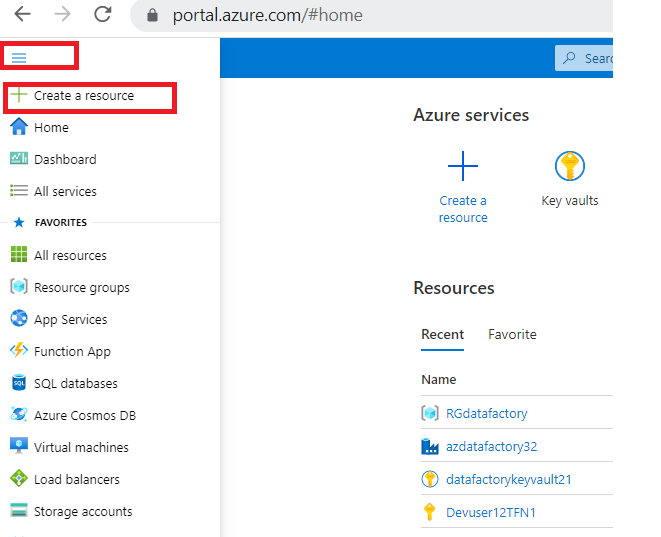 portal.azure.com/#home
Create a resource
Home
Dashboard
All services
FAVORITES
All resources
Resource groups
App Services
Function App
SQL databases
Azure Cosmos DB
Virtual machines
Load balancers
Storage accounts
Sear
Azure services
Create a
resource
Key vaults
Resources
Recent Favorite
Name
RGdatafactory
azdatafactory32
datafactorykeyvault21
Devuser12TFN1